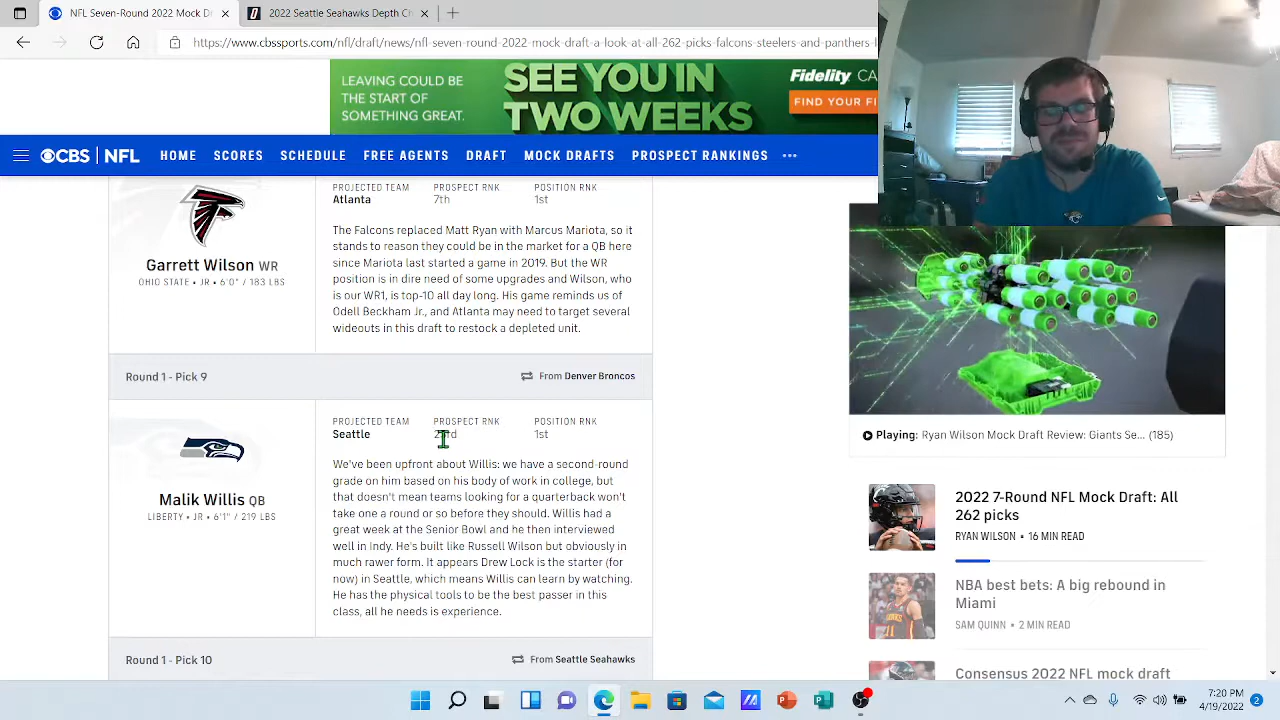 NFL Seven-Round 2022 Mock D
2022 Seattle Seahawks Depth Ch
https://www.cbssports.com/nfl/draft/news/nfl-seven-round-2022-mock-draft-a-look-at-all-262-picks-falcons-steelers-and-panthers
LEAVING COULD BE
THE START OF
SOMETHING GREAT.
SEE YOU IN
TWO WEEKS
Fidelity CA
FIND YOUR FI
CBS NFL HOME SCORES SCHEDULE FREE AGENTS DRAFT MOCK DRAFTS PROSPECT RANKINGS
PROJECTED TEAM PROSPECT RNK POSITION RNK
Atlanta 7th 1st
Garrett Wilson WR
OHIO STATE • JR • 6'0" / 183 LBS
The Falcons replaced Matt Ryan with Marcus Mariota, so it
stands to reason they could be in the market for a QB here
since Mariota last started a game in 2019. But the WR
position is in dire need of some upgrades and Wilson, who
is our WR1, is top-10 all day long. His game reminds us of
Odell Beckham Jr., and Atlanta may need to target several
wideouts in this draft to restock a depleted unit.
Round 1 - Pick 9 From Denver Broncos
PROJECTED TEAM PROSPECT RNK POSITION RNK
Seattle 1st
Malik Willis QB
LIBERTY • JR • 6'1" / 219 LBS
We've been upfront about Willis: we have a second-round
grade on him based on his body of work in college, but
that doesn't mean teams looking for a quarterback won't
take one a round or so before they should. Willis had a
great week at the Senior Bowl and he then interviewed
well in Indy. He's built like Russell Wilson but obviously in
much rawer form. It appears Drew Lock is the starter (for
now) in Seattle, which means Willis can learn by watching.
He has the physical tools to be the best passer in this
class, all he needs is experience.
Round 1 - Pick 10 From Seattle Seahawks
Playing: Ryan Wilson Mock Draft Review: Giants Se... (185)
2022 7-Round NFL Mock Draft: All
262 picks
RYAN WILSON • 16 MIN READ
NBA best bets: A big rebound in
Miami
SAM QUINN • 2 MIN READ
Consensus 2022 NFL mock draft
7:20 PM
4/19/2022
2